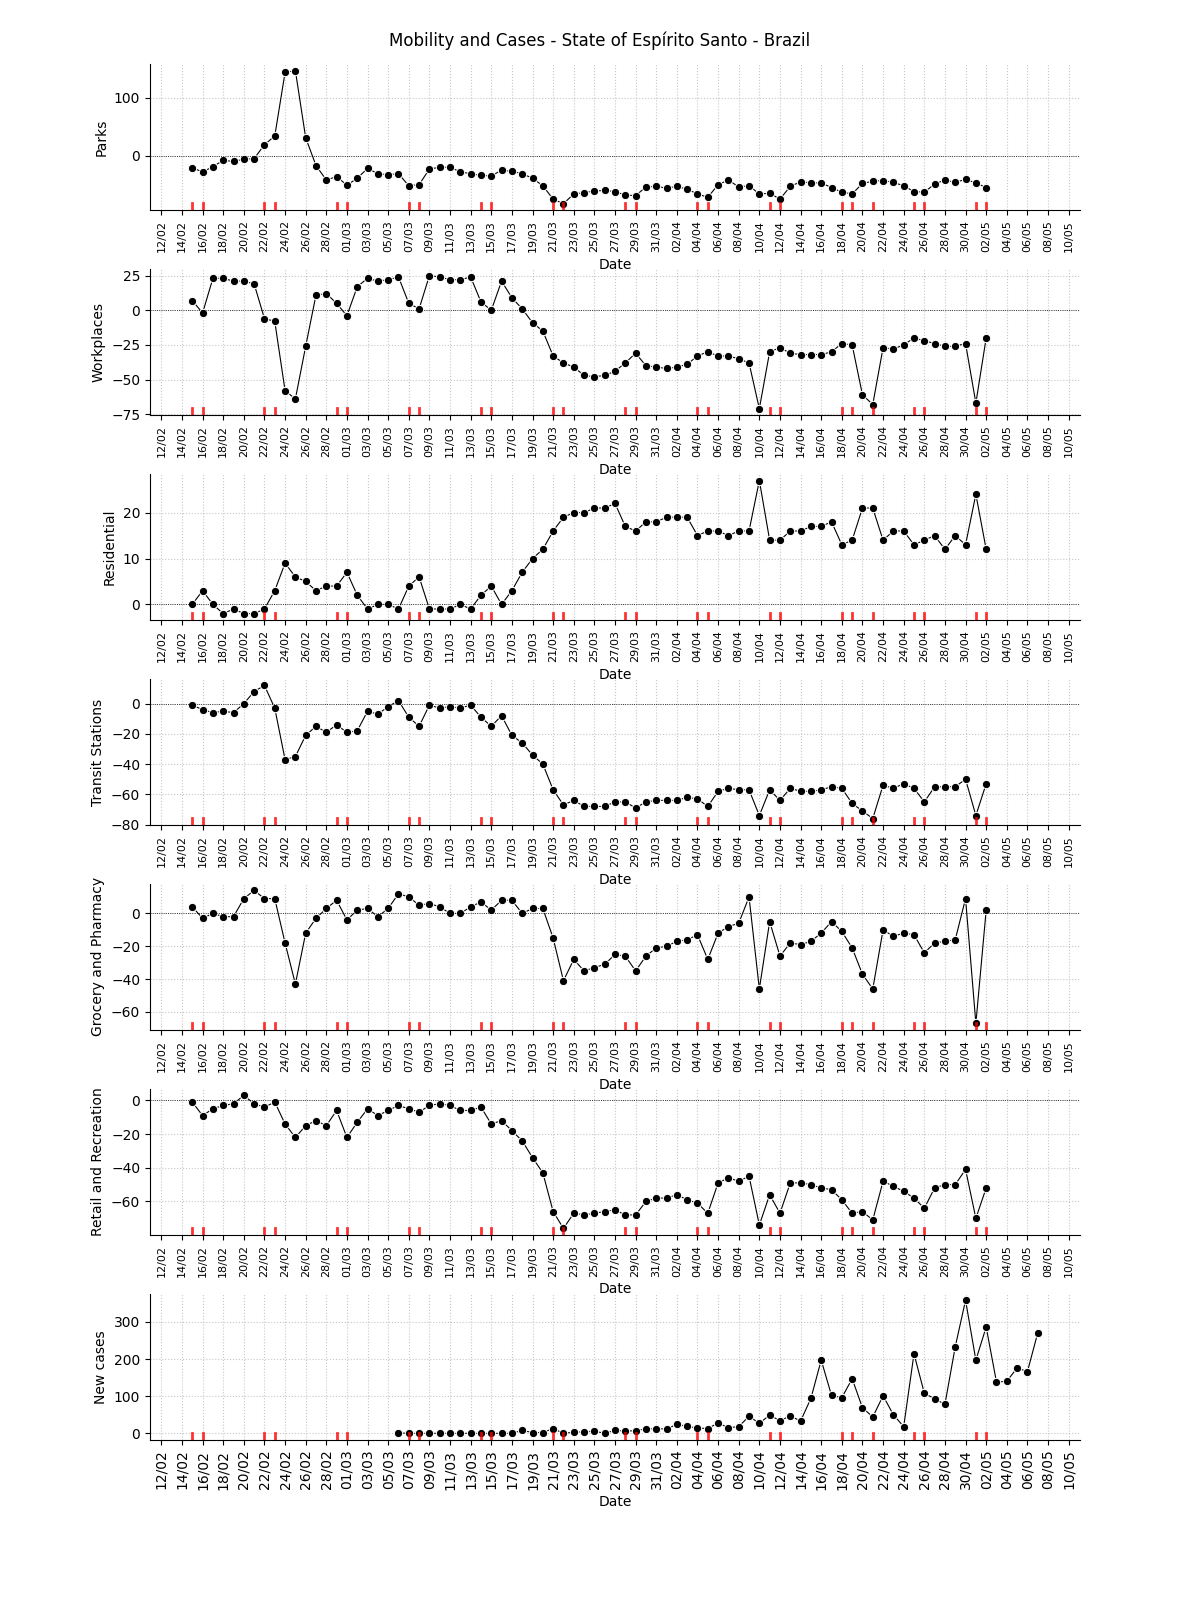 Mobility and Cases - State of Espírito Santo - Brazil
Parks
100
0
12/02 14/02 16/02 18/02 20/02 22/02 24/02 26/02 28/02 01/03 03/03 05/03 07/03 09/03 11/03 13/03 15/03 17/03 19/03 21/03 23/03 25/03 27/03 29/03 31/03 02/04 04/04 06/04 08/04 10/04 12/04 14/04 16/04 18/04 20/04 22/04 24/04 26/04 28/04 30/04 02/05 04/05 06/05 08/05 10/05
Date
Workplaces
25
0
−25
−50
−75
12/02 14/02 16/02 18/02 20/02 22/02 24/02 26/02 28/02 01/03 03/03 05/03 07/03 09/03 11/03 13/03 15/03 17/03 19/03 21/03 23/03 25/03 27/03 29/03 31/03 02/04 04/04 06/04 08/04 10/04 12/04 14/04 16/04 18/04 20/04 22/04 24/04 26/04 28/04 30/04 02/05 04/05 06/05 08/05 10/05
Date
Residential
20
10
0
12/02 14/02 16/02 18/02 20/02 22/02 24/02 26/02 28/02 01/03 03/03 05/03 07/03 09/03 11/03 13/03 15/03 17/03 19/03 21/03 23/03 25/03 27/03 29/03 31/03 02/04 04/04 06/04 08/04 10/04 12/04 14/04 16/04 18/04 20/04 22/04 24/04 26/04 28/04 30/04 02/05 04/05 06/05 08/05 10/05
Date
Transit Stations
0
−20
−40
−60
−80
12/02 14/02 16/02 18/02 20/02 22/02 24/02 26/02 28/02 01/03 03/03 05/03 07/03 09/03 11/03 13/03 15/03 17/03 19/03 21/03 23/03 25/03 27/03 29/03 31/03 02/04 04/04 06/04 08/04 10/04 12/04 14/04 16/04 18/04 20/04 22/04 24/04 26/04 28/04 30/04 02/05 04/05 06/05 08/05 10/05
Date
Grocery and Pharmacy
0
−20
−40
−60
12/02 14/02 16/02 18/02 20/02 22/02 24/02 26/02 28/02 01/03 03/03 05/03 07/03 09/03 11/03 13/03 15/03 17/03 19/03 21/03 23/03 25/03 27/03 29/03 31/03 02/04 04/04 06/04 08/04 10/04 12/04 14/04 16/04 18/04 20/04 22/04 24/04 26/04 28/04 30/04 02/05 04/05 06/05 08/05 10/05
Date
Retail and Recreation
0
−20
−40
−60
12/02 14/02 16/02 18/02 20/02 22/02 24/02 26/02 28/02 01/03 03/03 05/03 07/03 09/03 11/03 13/03 15/03 17/03 19/03 21/03 23/03 25/03 27/03 29/03 31/03 02/04 04/04 06/04 08/04 10/04 12/04 14/04 16/04 18/04 20/04 22/04 24/04 26/04 28/04 30/04 02/05 04/05 06/05 08/05 10/05
Date
New cases
300
200
100
0
12/02 14/02 16/02 18/02 20/02 22/02 24/02 26/02 28/02 01/03 03/03 05/03 07/03 09/03 11/03 13/03 15/03 17/03 19/03 21/03 23/03 25/03 27/03 29/03 31/03 02/04 04/04 06/04 08/04 10/04 12/04 14/04 16/04 18/04 20/04 22/04 24/04 26/04 28/04 30/04 02/05 04/05 06/05 08/05 10/05
Date